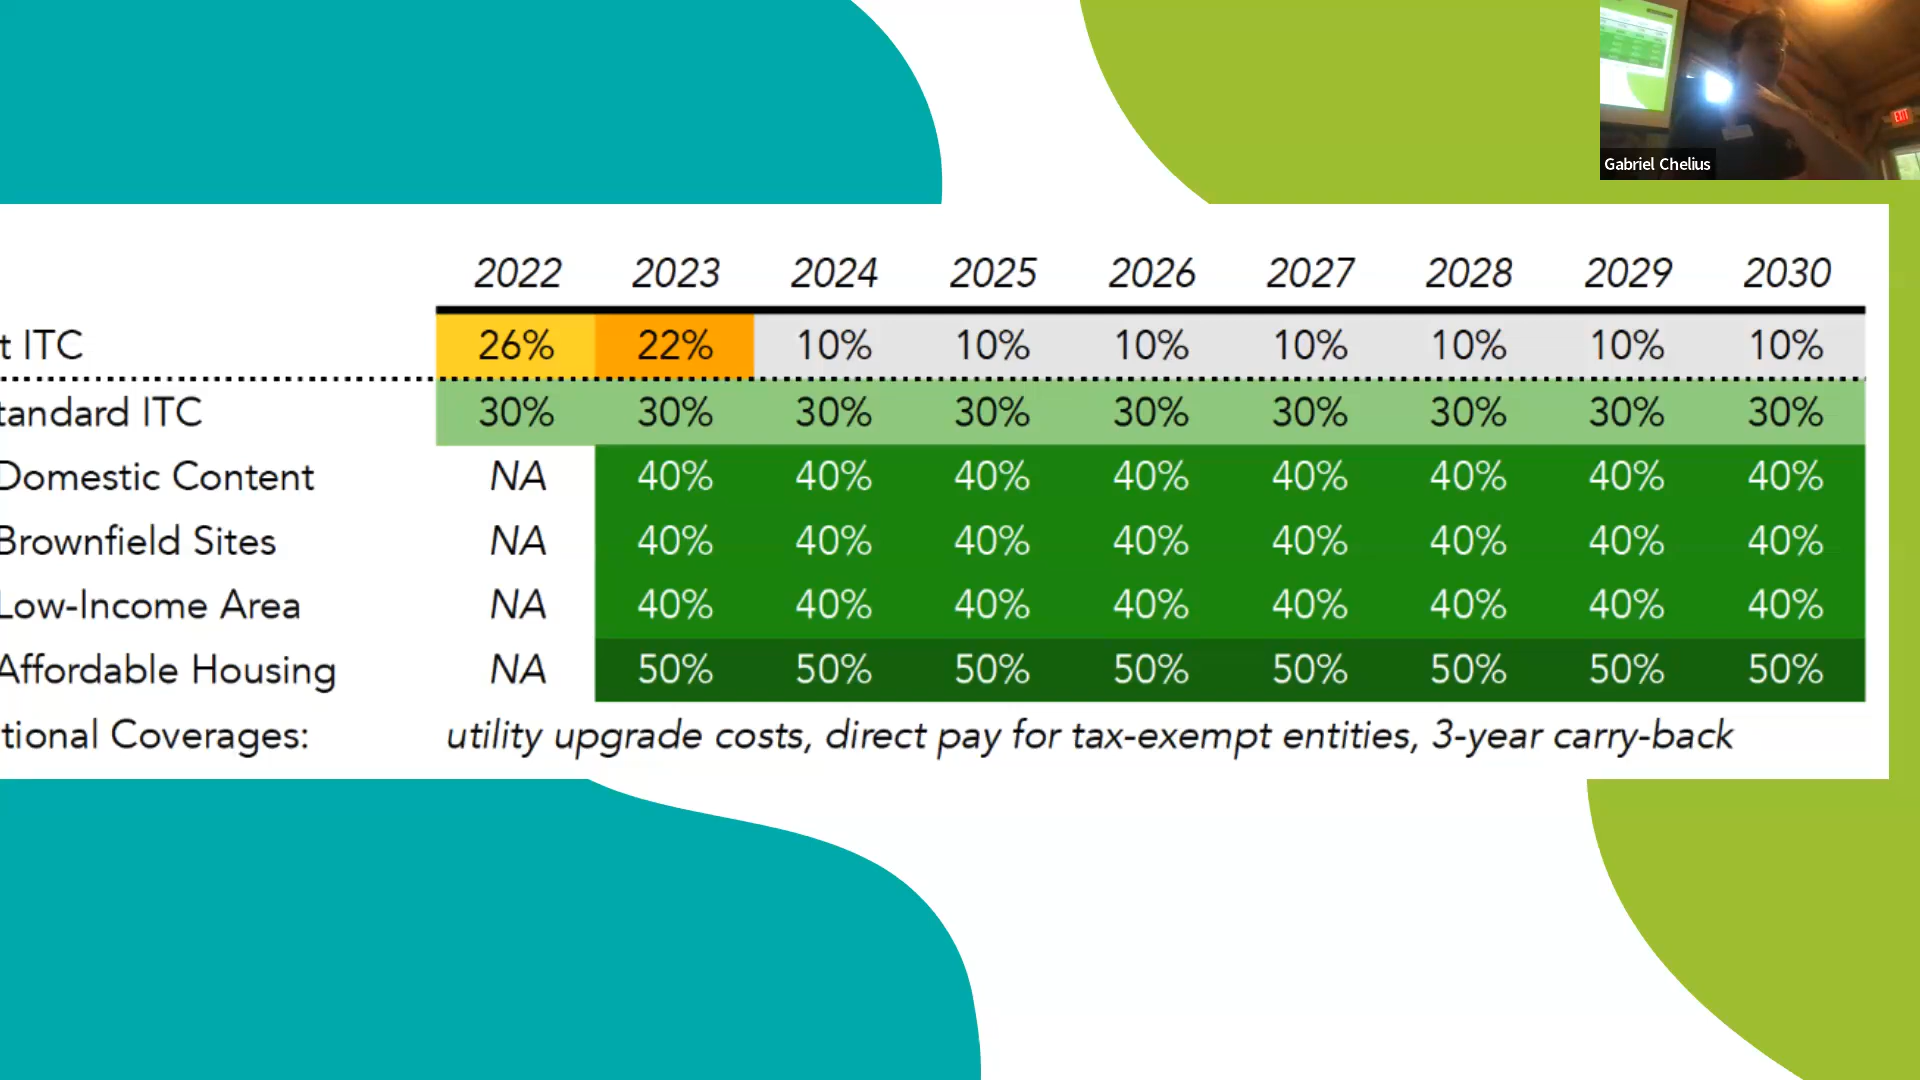 Gabriel Chelius
EXIT
2022 2023 2024 2025 2026 2027 2028 2029 2030
t ITC 26% 22% 10% 10% 10% 10% 10% 10% 10%
tandard ITC 30% 30% 30% 30% 30% 30% 30% 30% 30%
Domestic Content NA 40% 40% 40% 40% 40% 40% 40% 40%
Brownfield Sites NA 40% 40% 40% 40% 40% 40% 40% 40%
Low-Income Area NA 40% 40% 40% 40% 40% 40% 40% 40%
Affordable Housing NA 50% 50% 50% 50% 50% 50% 50% 50%
tional Coverages: utility upgrade costs, direct pay for tax-exempt entities, 3-year carry-back